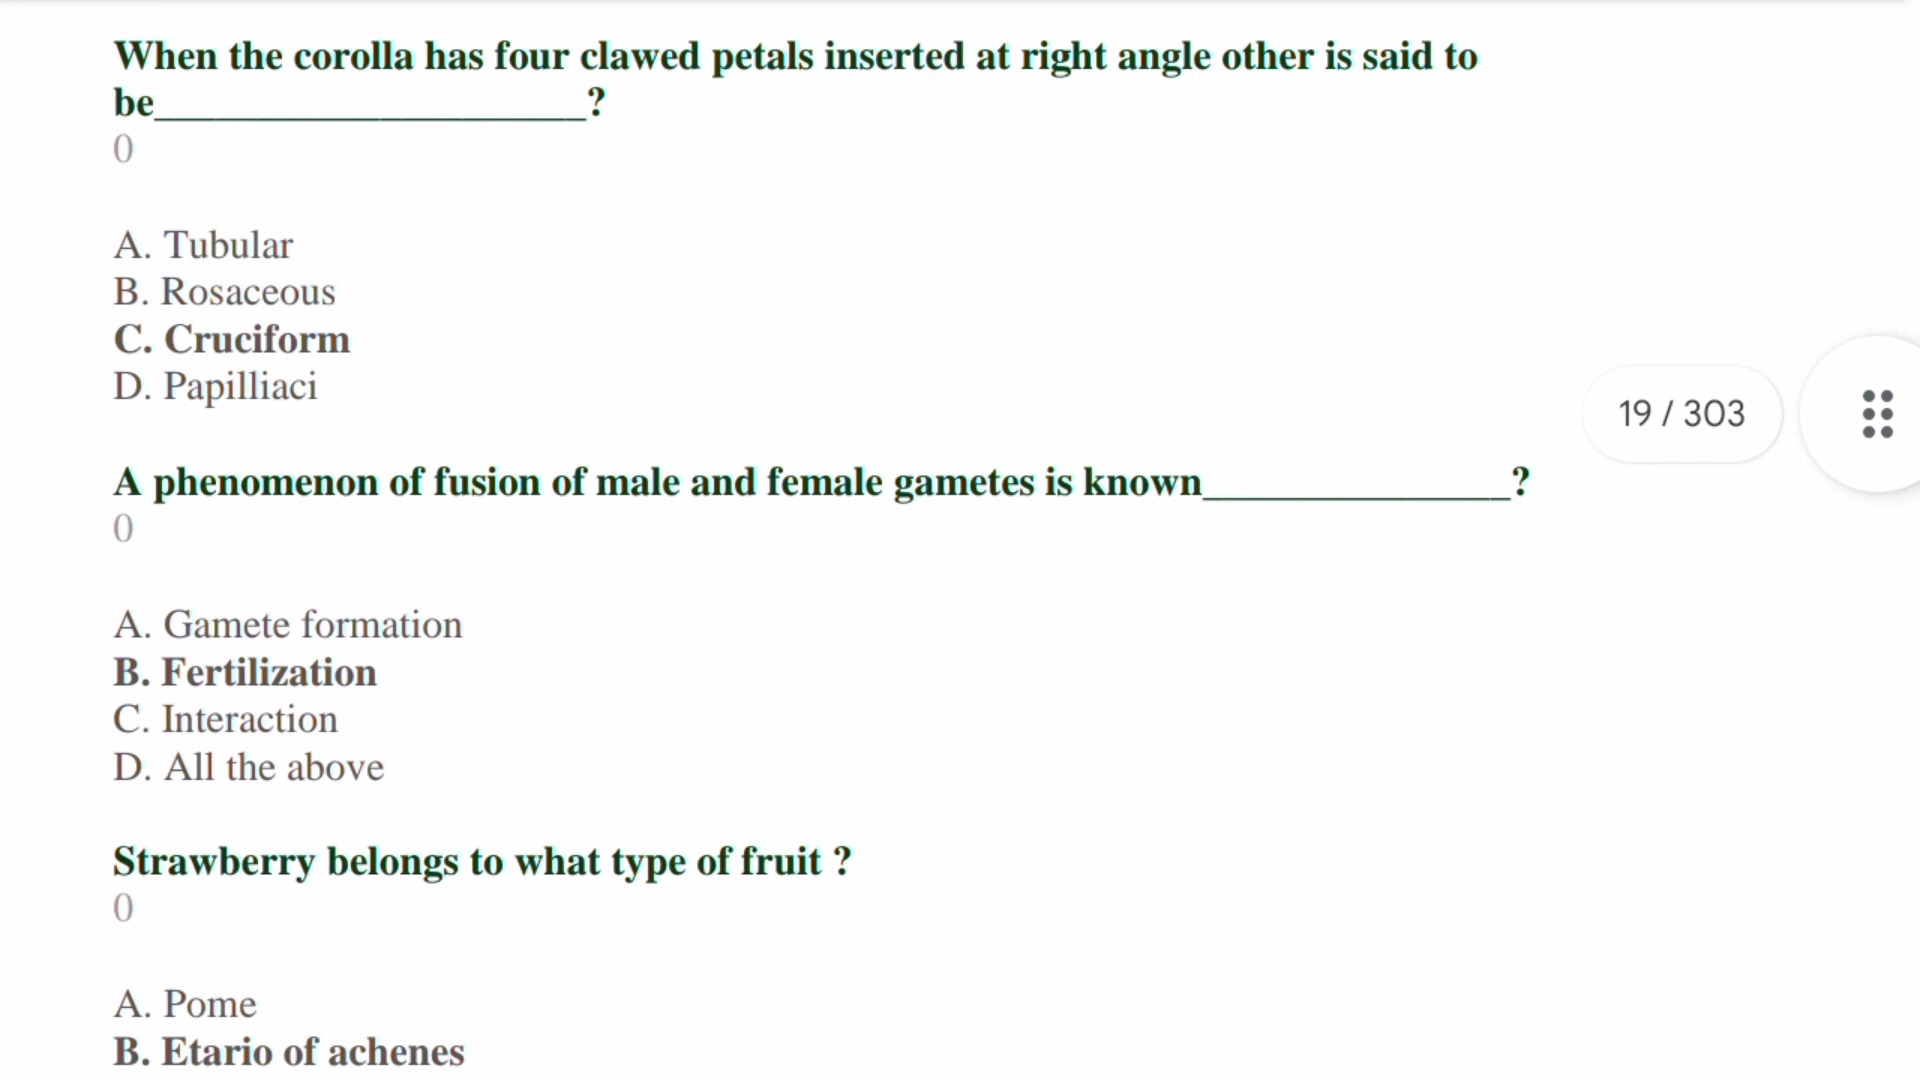 When the corolla has four clawed petals inserted at right angle other is said to
be_____________________?
0
A. Tubular
B. Rosaceous
C. Cruciform
D. Papilliaci
19 / 303
A phenomenon of fusion of male and female gametes is known_______________?
0
A. Gamete formation
B. Fertilization
C. Interaction
D. All the above
Strawberry belongs to what type of fruit ?
0
A. Pome
B. Etario of achenes